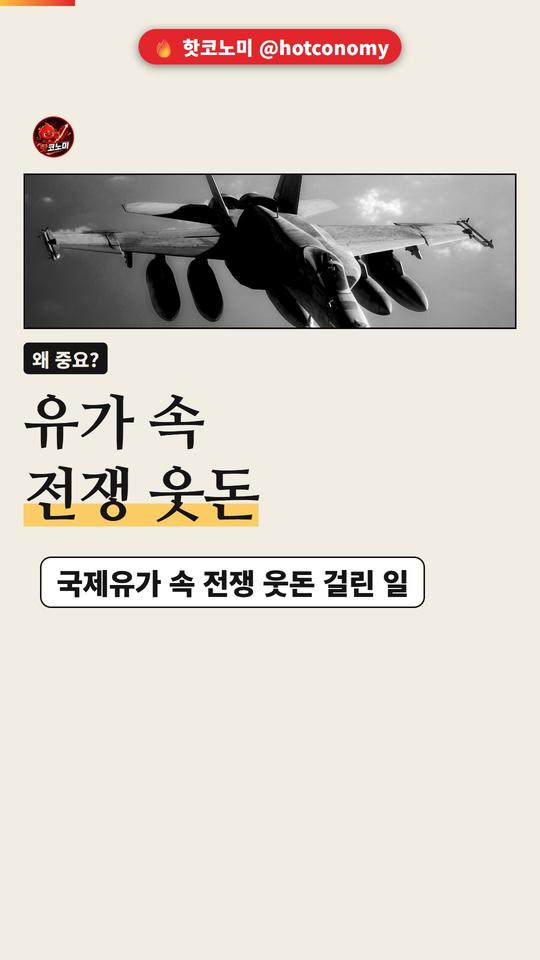 🔥 핫코노미 @hotconomy
핫코노미
왜 중요?
유가 속
전쟁 웃돈
국제유가 속 전쟁 웃돈 걸린 일